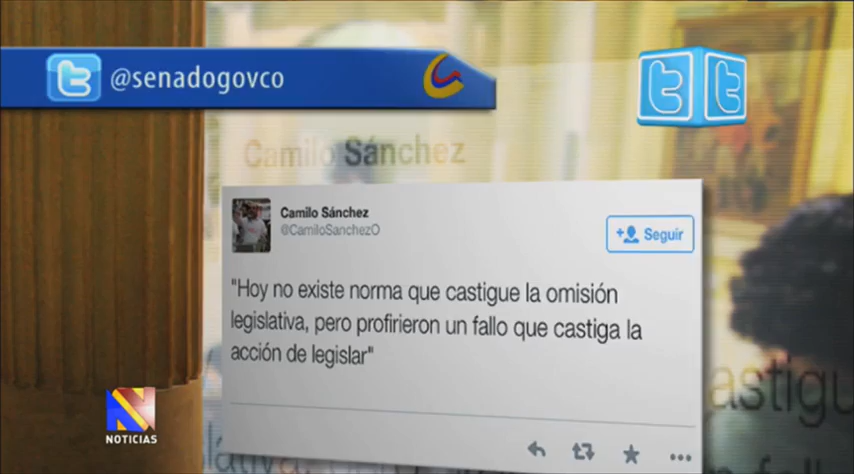 @senadogovco
Camilo Sánchez
Camilo Sánchez
@CamiloSanchezO
Seguir
"Hoy no existe norma que castigue la omisión
legislativa, pero profirieron un fallo que castiga la
acción de legislar"
astigu
NOTICIAS